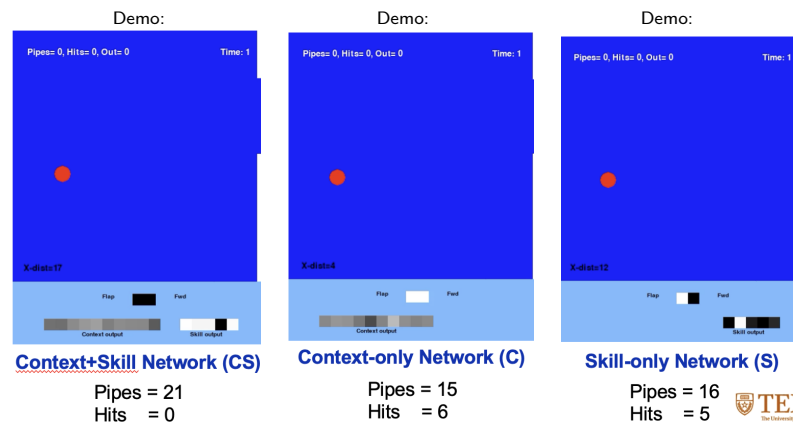 Demo:
Pipes= 0, Hits= 0, Out= 0 Time: 1
X-dist=17
Flap Fwd
Context output Skill output
Context+Skill Network (CS)
Pipes = 21
Hits = 0
Demo:
Pipes= 0, Hits= 0, Out= 0 Time: 1
X-dist=4
Flap Fwd
Context output
Context-only Network (C)
Pipes = 15
Hits = 6
Demo:
Pipes= 0, Hits= 0, Out= 0 Time: 1
X-dist=12
Flap Fwd
Skill output
Skill-only Network (S)
Pipes = 16
Hits = 5
The Universit